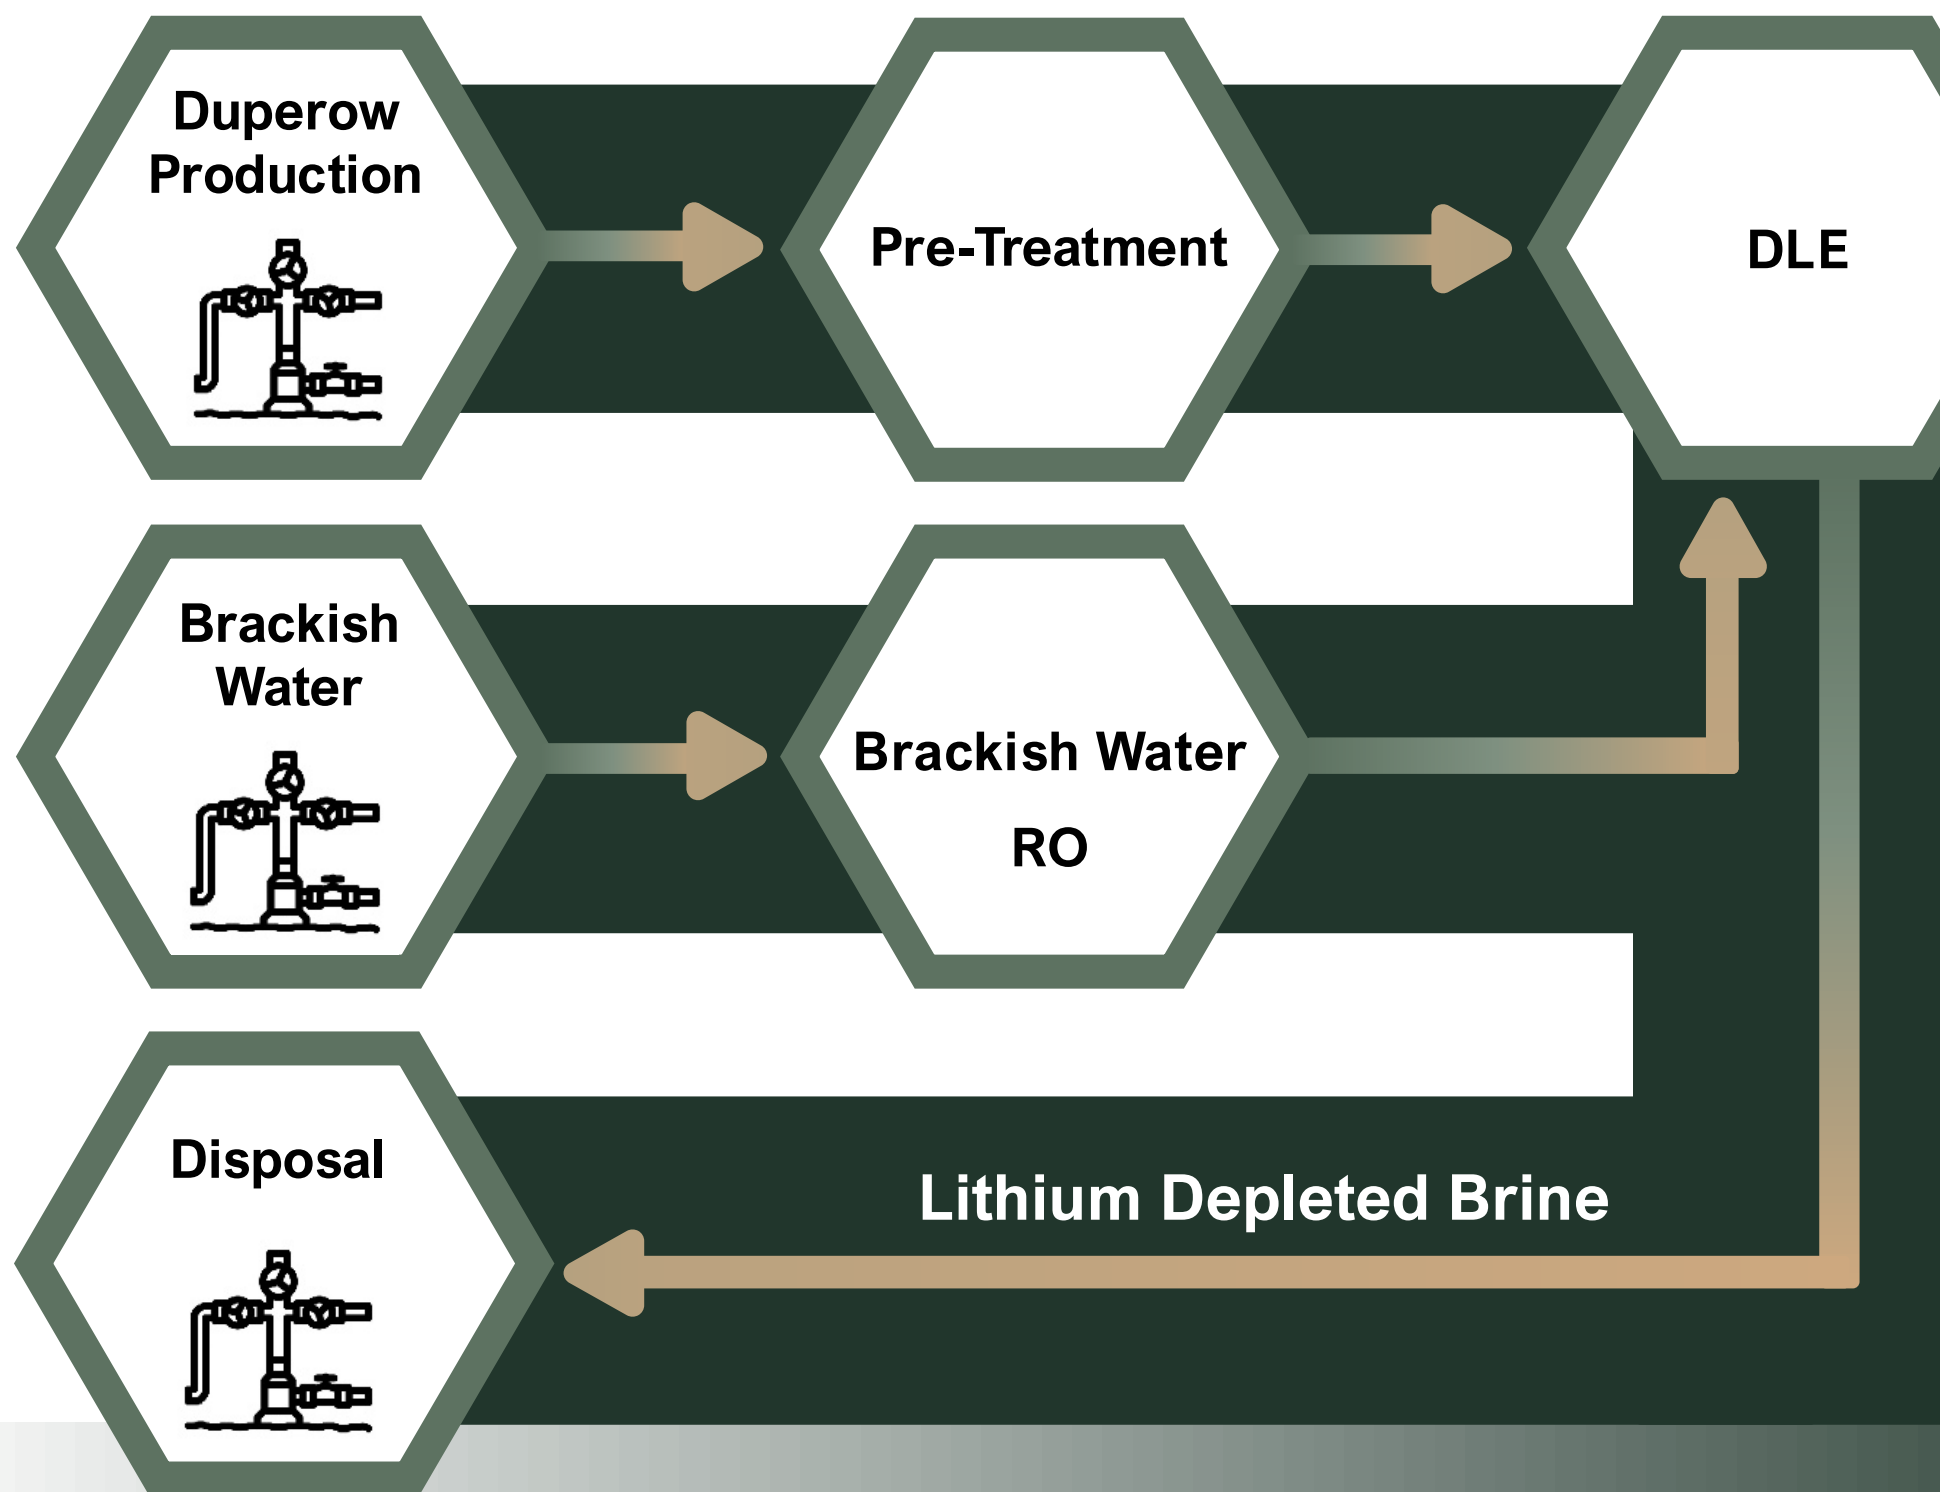 Duperow
Production
Pre-Treatment
DLE
Brackish
Water
Brackish Water
RO
Disposal
Lithium Depleted Brine